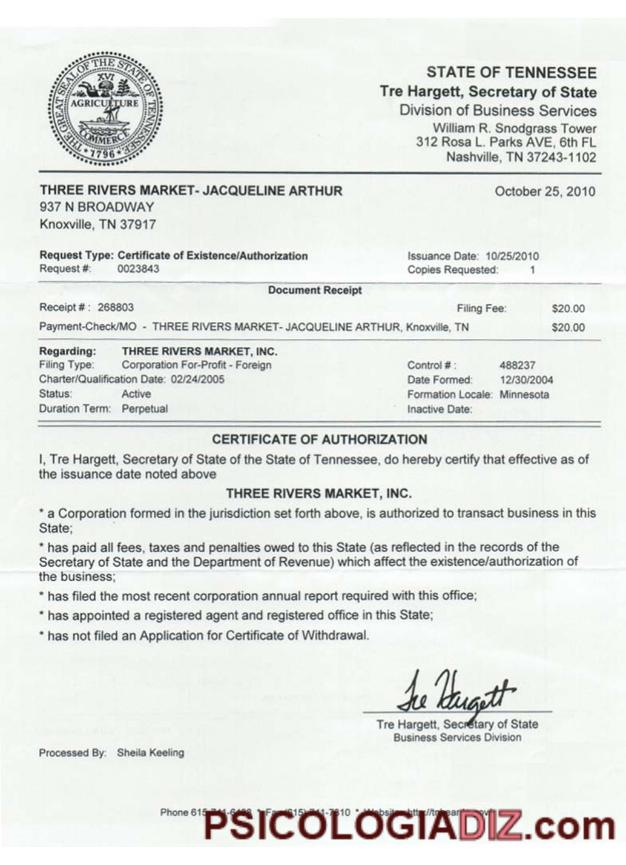 THE GREAT SEAL OF THE STATE OF TENNESSEE
XVI
AGRICULTURE
COMMERCE
1796
STATE OF TENNESSEE
Tre Hargett, Secretary of State
Division of Business Services
William R. Snodgrass Tower
312 Rosa L. Parks AVE, 6th FL
Nashville, TN 37243-1102
THREE RIVERS MARKET- JACQUELINE ARTHUR October 25, 2010
937 N BROADWAY
Knoxville, TN 37917
Request Type: Certificate of Existence/Authorization Issuance Date: 10/25/2010
Request #: 0023843 Copies Requested: 1
Document Receipt
Receipt # : 268803 Filing Fee: $20.00
Payment-Check/MO - THREE RIVERS MARKET- JACQUELINE ARTHUR, Knoxville, TN $20.00
Regarding: THREE RIVERS MARKET, INC.
Filing Type: Corporation For-Profit - Foreign Control # : 488237
Charter/Qualification Date: 02/24/2005 Date Formed: 12/30/2004
Status: Active Formation Locale: Minnesota
Duration Term: Perpetual Inactive Date:
CERTIFICATE OF AUTHORIZATION
I, Tre Hargett, Secretary of State of the State of Tennessee, do hereby certify that effective as of
the issuance date noted above
THREE RIVERS MARKET, INC.
* a Corporation formed in the jurisdiction set forth above, is authorized to transact business in this
State;
* has paid all fees, taxes and penalties owed to this State (as reflected in the records of the
Secretary of State and the Department of Revenue) which affect the existence/authorization of
the business;
* has filed the most recent corporation annual report required with this office;
* has appointed a registered agent and registered office in this State;
* has not filed an Application for Certificate of Withdrawal.
Tre Hargett
Tre Hargett, Secretary of State
Business Services Division
Processed By: Sheila Keeling
Phone 615 * Fax (615) *
PSICOLOGIADIZ.com